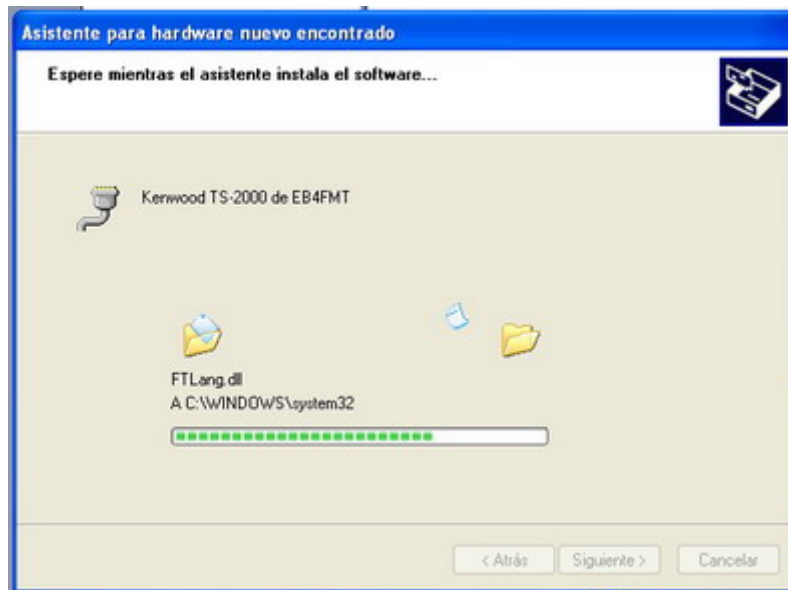 Asistente para hardware nuevo encontrado
Espere mientras el asistente instala el software...
Kenwood TS-2000 de EB4FMT
FTLang.dll
A C:\WINDOWS\system32
< Atrás
Siguiente >
Cancelar